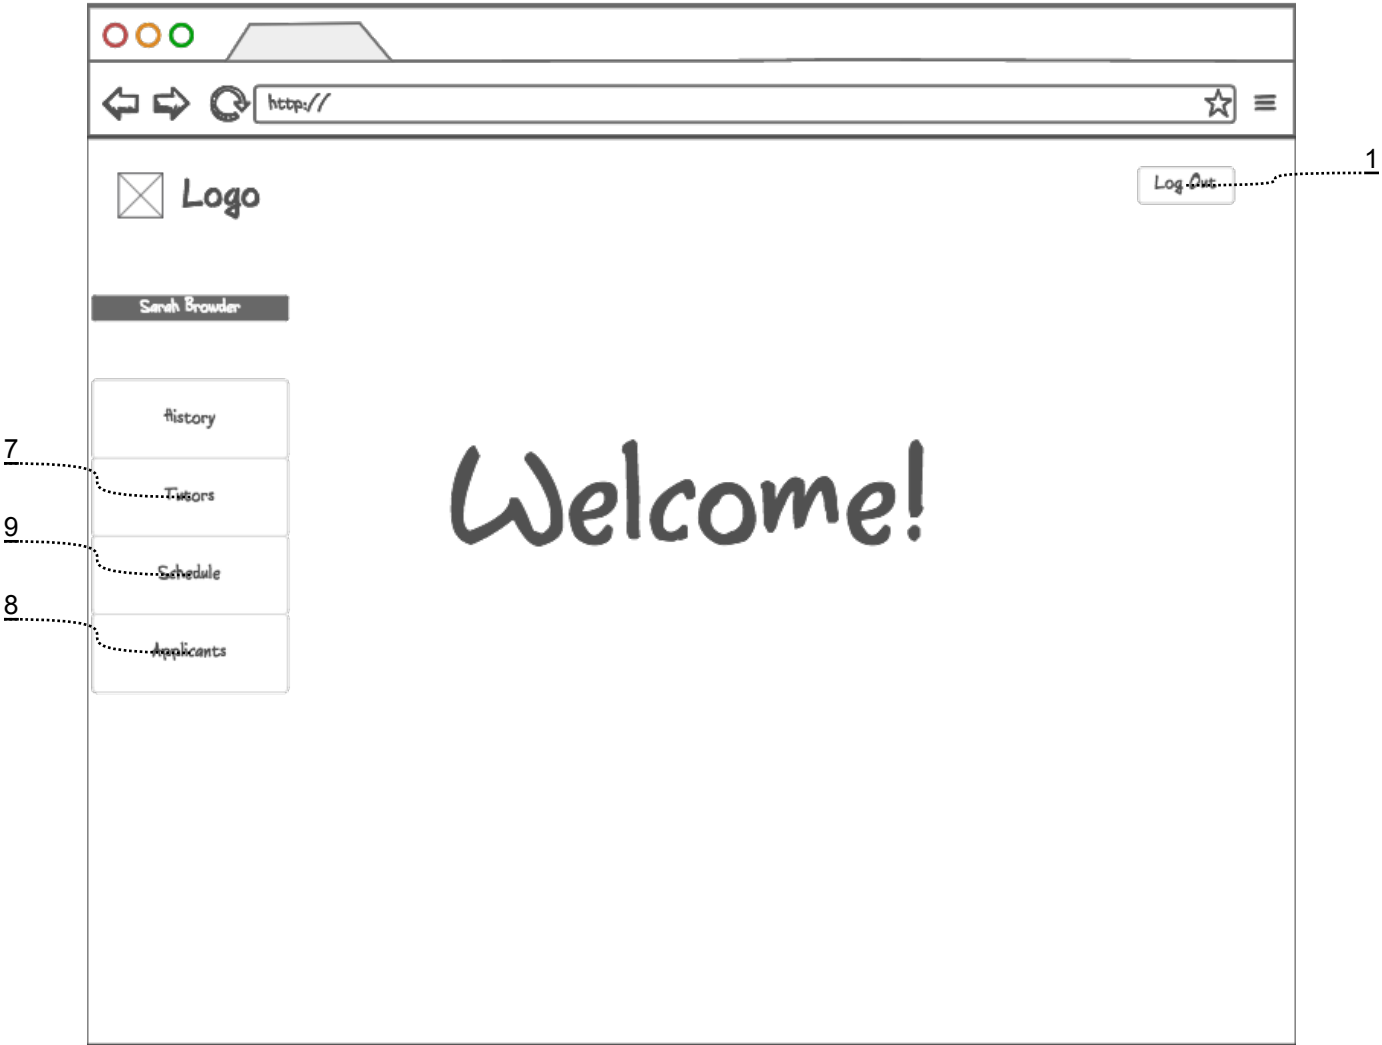 http://
1
Log Out
Logo
Sarah Browder
History
7
Tutors
Welcome!
9
Schedule
8
Applicants